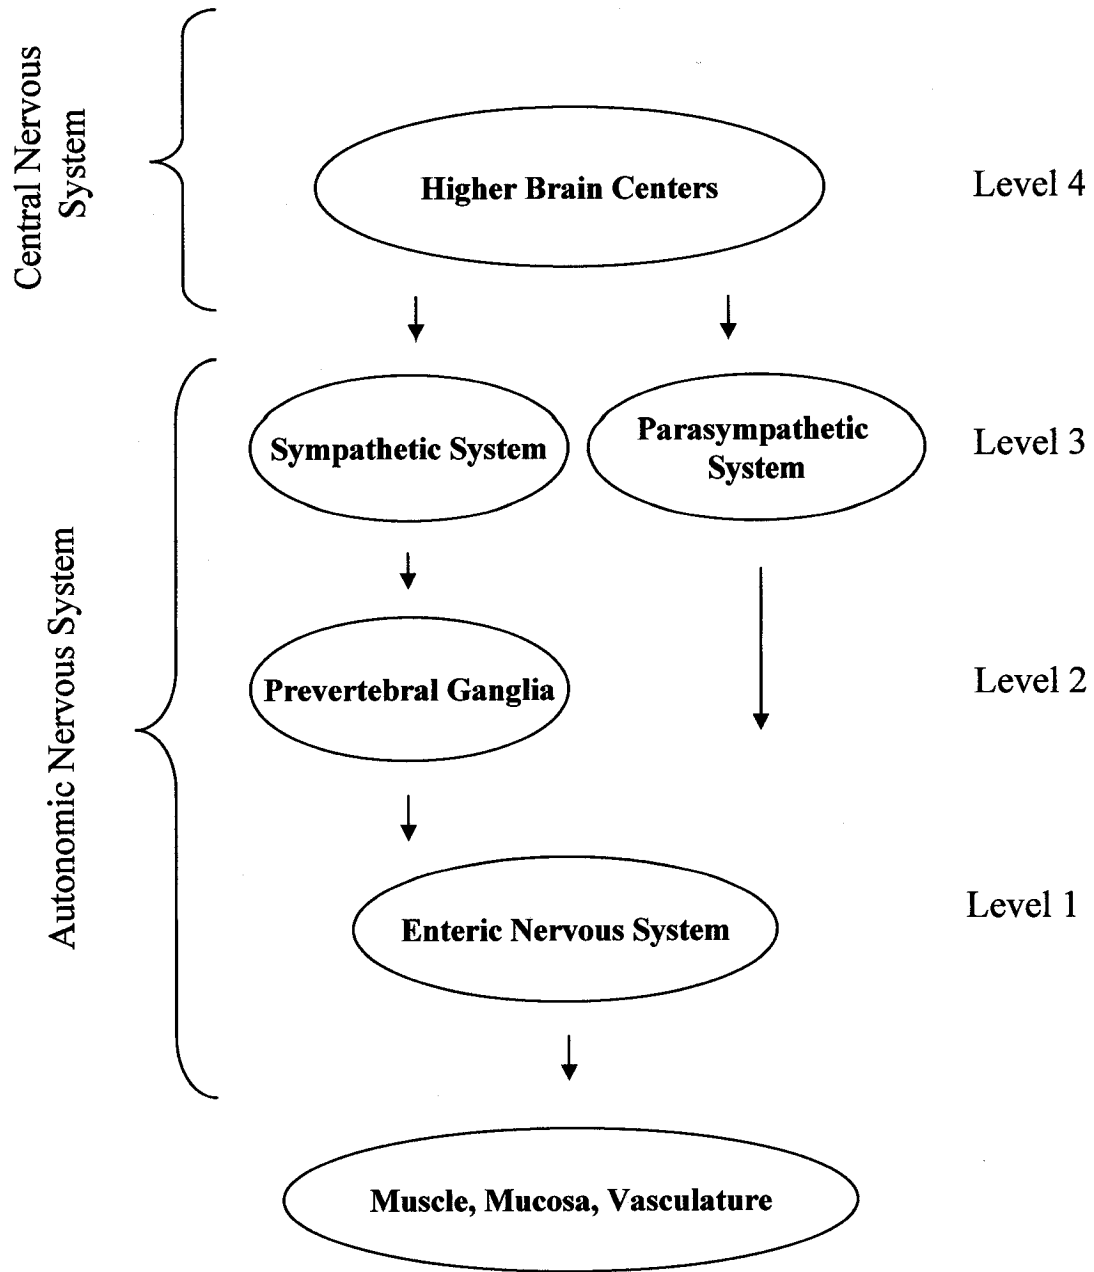 Central Nervous
System
Higher Brain Centers
Level 4
Sympathetic System
Parasympathetic
System
Level 3
Autonomic Nervous System
Prevertebral Ganglia
Level 2
Enteric Nervous System
Level 1
Muscle, Mucosa, Vasculature